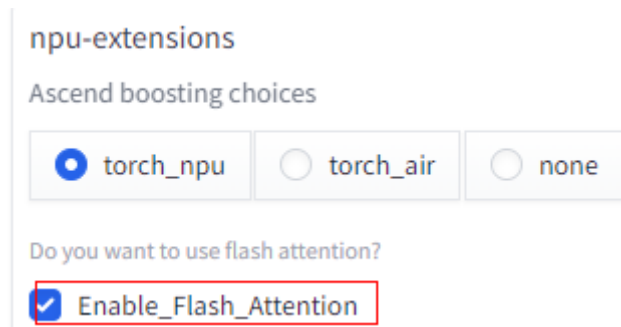 npu-extensions
Ascend boosting choices
torch_npu torch_air none
Do you want to use flash attention?
Enable_Flash_Attention